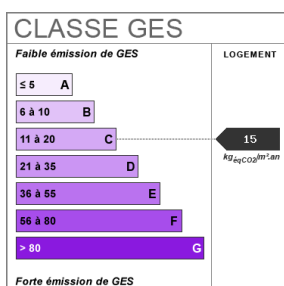 CLASSE GES
Faible émission de GES
LOGEMENT
≤ 5 A
6 à 10 B
11 à 20 C
15
kgéqCO2/m².an
21 à 35 D
36 à 55 E
56 à 80 F
> 80 G
Forte émission de GES